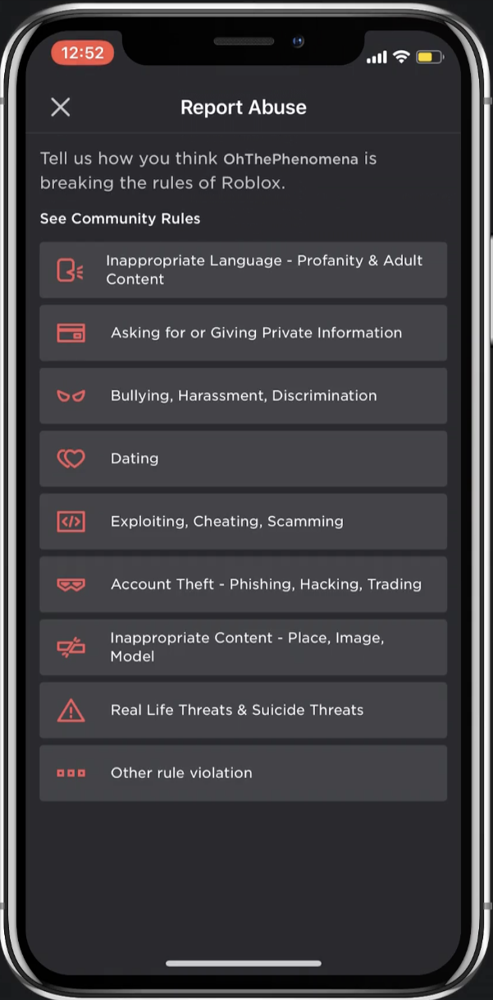 12:52
Report Abuse
Tell us how you think OhThePhenomena is
breaking the rules of Roblox.
See Community Rules
Inappropriate Language - Profanity & Adult
Content
Asking for or Giving Private Information
Bullying, Harassment, Discrimination
Dating
Exploiting, Cheating, Scamming
Account Theft - Phishing, Hacking, Trading
Inappropriate Content - Place, Image,
Model
Real Life Threats & Suicide Threats
Other rule violation